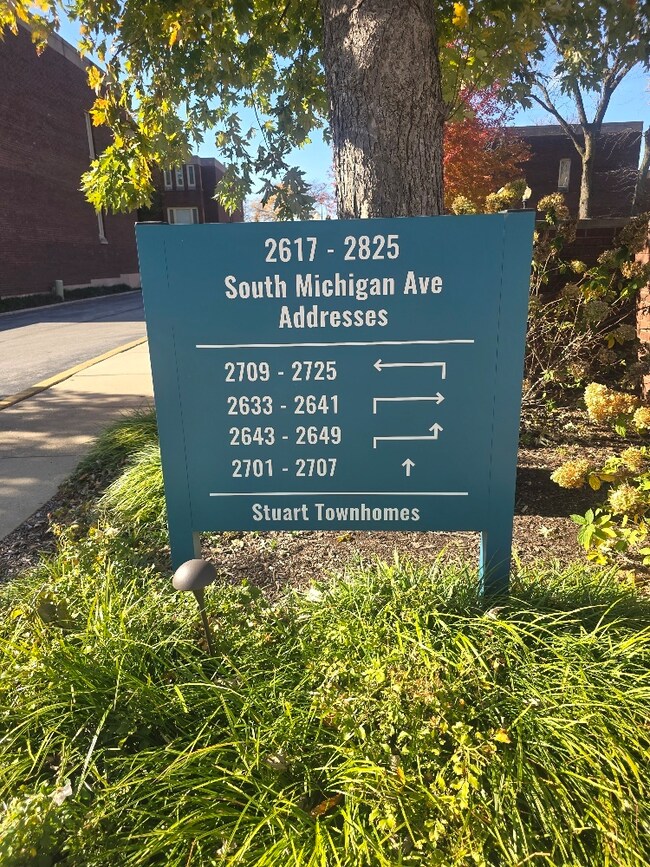 2617 - 2825
South Michigan Ave
Addresses
2709 - 2725
2633 - 2641
2643 - 2649
2701 - 2707
Stuart Townhomes